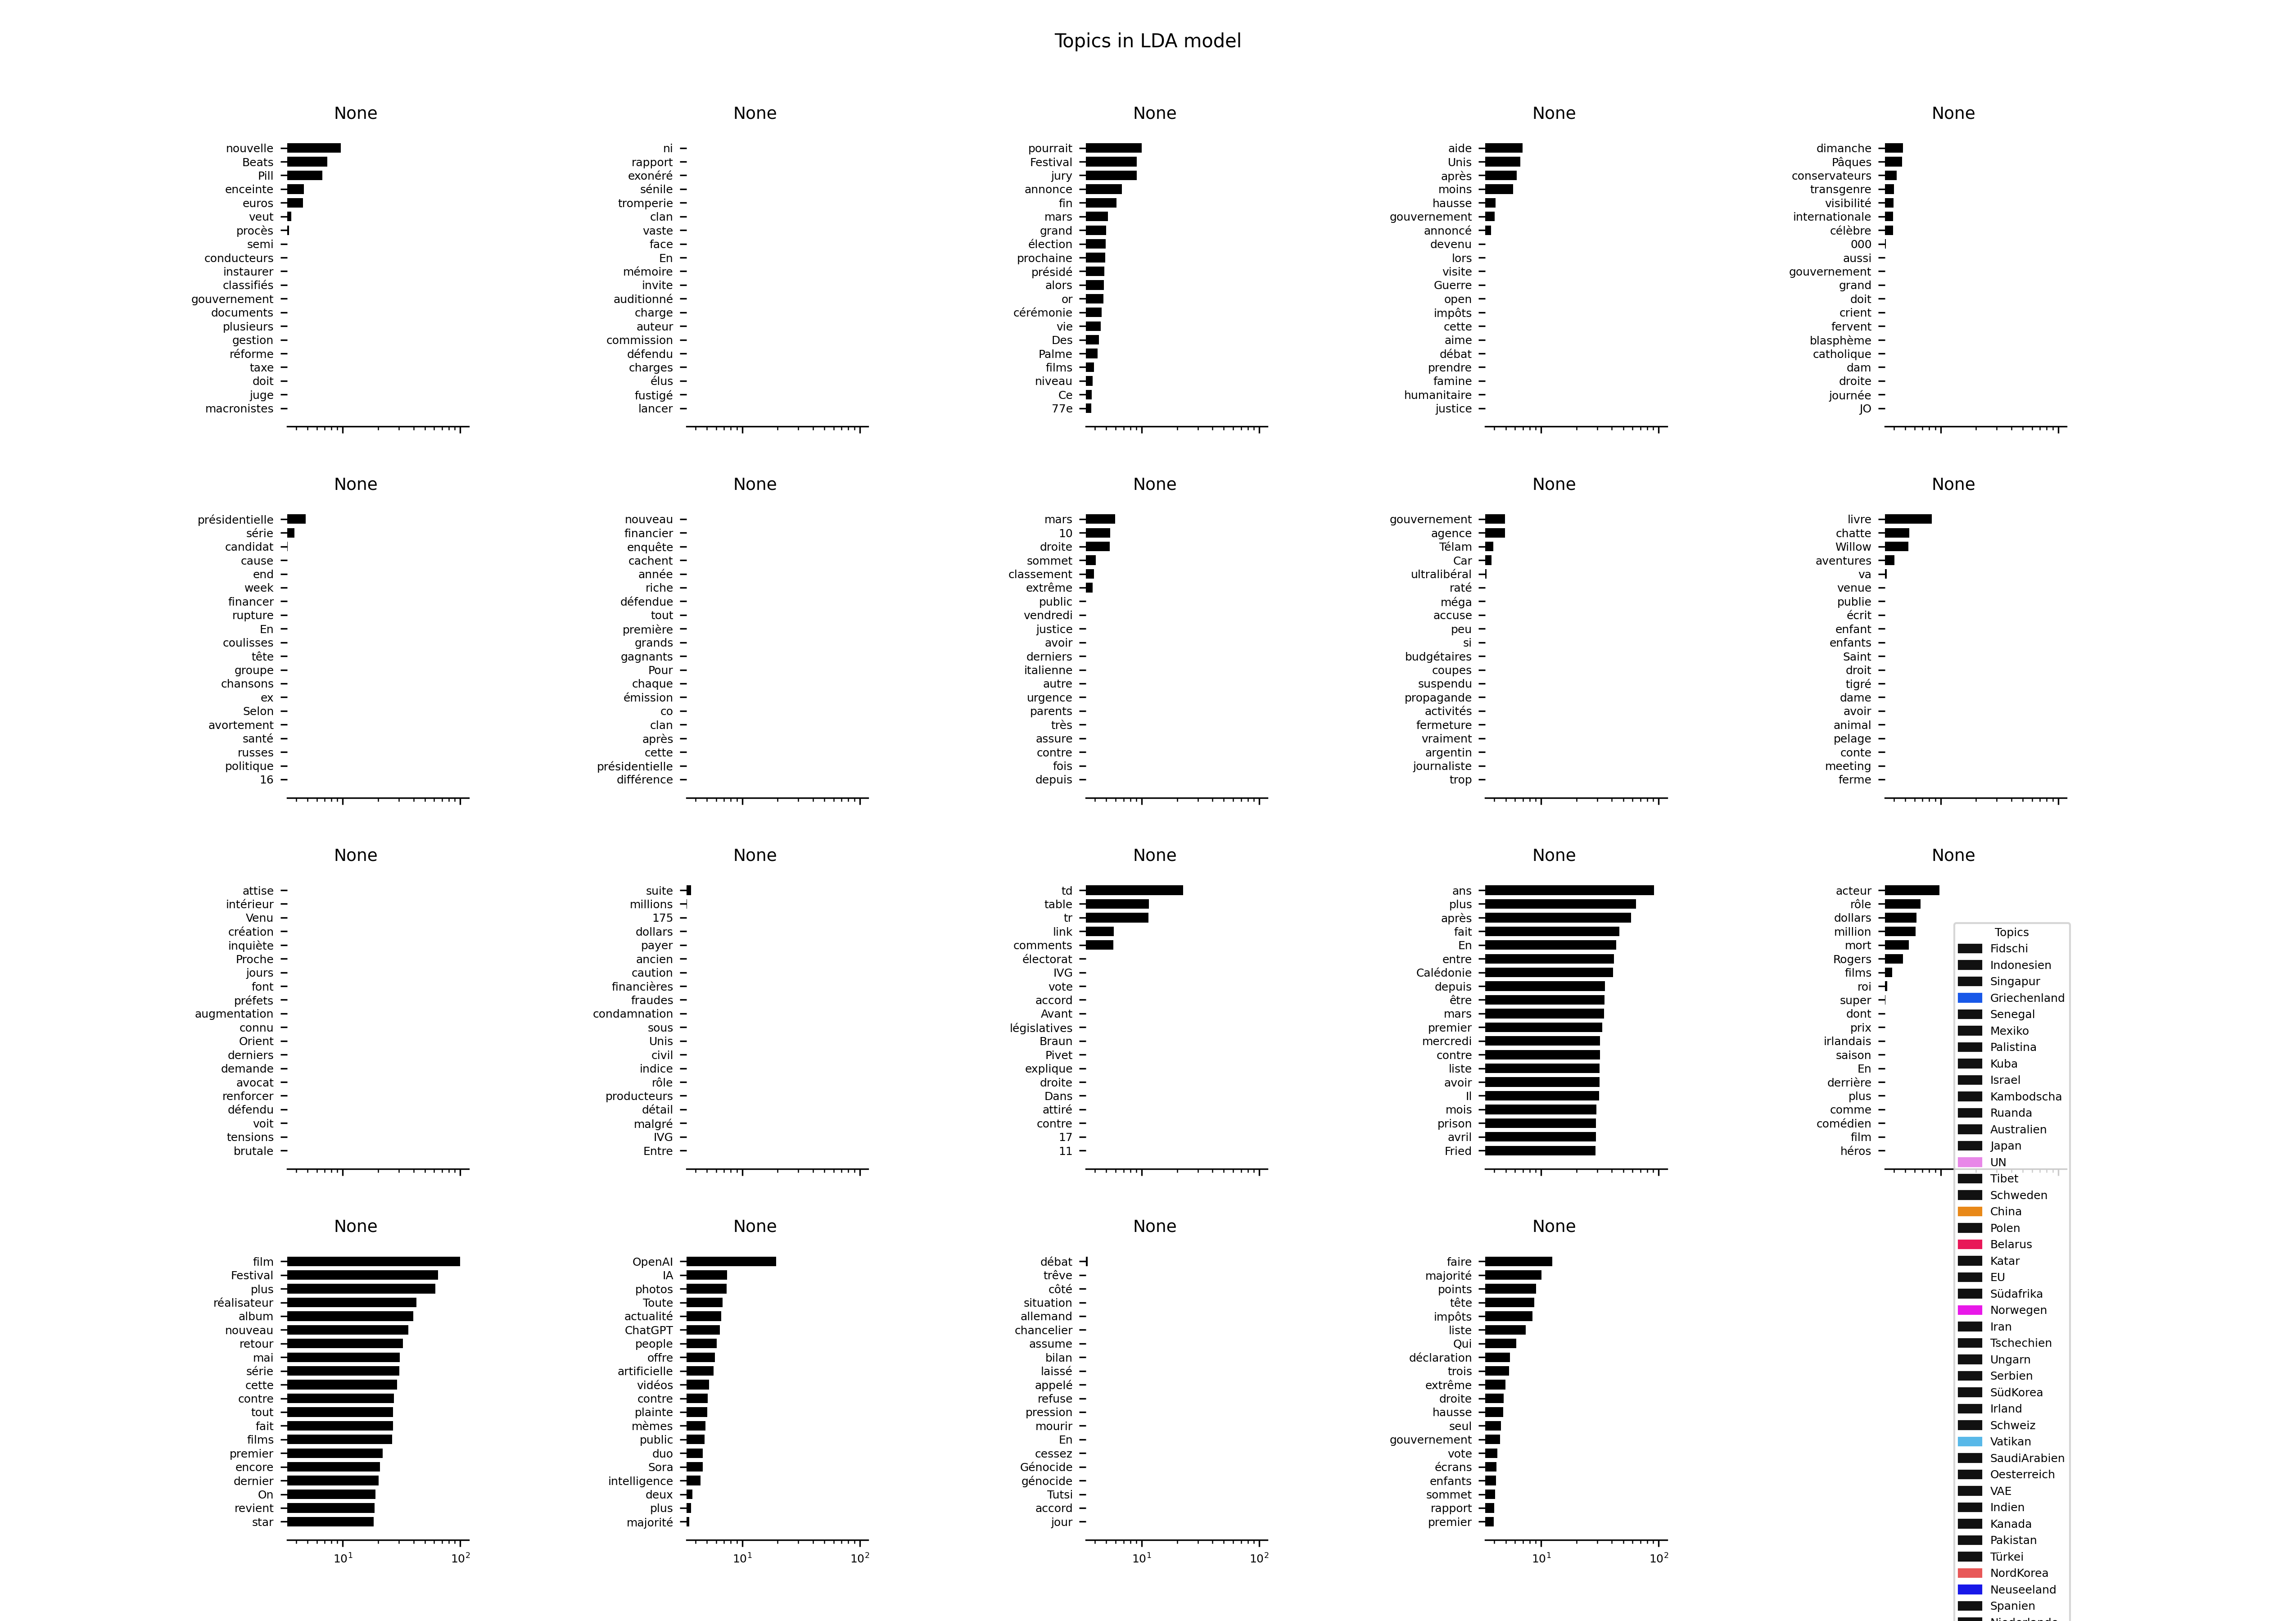 Topics in LDA model
None
nouvelle
Beats
Pill
enceinte
euros
veut
procès
semi
conducteurs
instaurer
classifiés
gouvernement
documents
plusieurs
gestion
réforme
taxe
doit
juge
macronistes
None
ni
rapport
exonéré
sénile
tromperie
clan
vaste
face
En
mémoire
invite
auditionné
charge
auteur
commission
défendu
charges
élus
fustigé
lancer
None
pourrait
Festival
jury
annonce
fin
mars
grand
élection
prochaine
présidé
alors
or
cérémonie
vie
Des
Palme
films
niveau
Ce
77e
None
aide
Unis
après
moins
hausse
gouvernement
annoncé
devenu
lors
visite
Guerre
open
impôts
cette
aime
débat
prendre
famine
humanitaire
justice
None
dimanche
Pâques
conservateurs
transgenre
visibilité
internationale
célèbre
000
aussi
gouvernement
grand
doit
crient
fervent
blasphème
catholique
dam
droite
journée
JO
None
présidentielle
série
candidat
cause
end
week
financer
rupture
En
coulisses
tête
groupe
chansons
ex
Selon
avortement
santé
russes
politique
16
None
nouveau
financier
enquête
cachent
année
riche
défendue
tout
première
grands
gagnants
Pour
chaque
émission
co
clan
après
cette
présidentielle
différence
None
mars
10
droite
sommet
classement
extrême
public
vendredi
justice
avoir
derniers
italienne
autre
urgence
parents
très
assure
contre
fois
depuis
None
gouvernement
agence
Télam
Car
ultralibéral
raté
méga
accuse
peu
si
budgétaires
coupes
suspendu
propagande
activités
fermeture
vraiment
argentin
journaliste
trop
None
livre
chatte
Willow
aventures
va
venue
publie
écrit
enfant
enfants
Saint
droit
tigré
dame
avoir
animal
pelage
conte
meeting
ferme
None
attise
intérieur
Venu
création
inquiète
Proche
jours
font
préfets
augmentation
connu
Orient
derniers
demande
avocat
renforcer
défendu
voit
tensions
brutale
None
suite
millions
175
dollars
payer
ancien
caution
financières
fraudes
condamnation
sous
Unis
civil
indice
rôle
producteurs
détail
malgré
IVG
Entre
None
td
table
tr
link
comments
électorat
IVG
vote
accord
Avant
législatives
Braun
Pivet
explique
droite
Dans
attiré
contre
17
11
None
ans
plus
après
fait
En
entre
Calédonie
depuis
être
mars
premier
mercredi
contre
liste
avoir
Il
mois
prison
avril
Fried
None
acteur
rôle
dollars
million
mort
Rogers
films
roi
super
dont
prix
irlandais
saison
En
derrière
plus
comme
comédien
film
héros
None
film
Festival
plus
réalisateur
album
nouveau
retour
mai
série
cette
contre
tout
fait
films
premier
encore
dernier
On
revient
star
10¹
10²
None
OpenAI
IA
photos
Toute
actualité
ChatGPT
people
offre
artificielle
vidéos
contre
plainte
mèmes
public
duo
Sora
intelligence
deux
plus
majorité
10¹
10²
None
débat
trêve
côté
situation
allemand
chancelier
assume
bilan
laissé
appelé
refuse
pression
mourir
En
cessez
Génocide
génocide
Tutsi
accord
jour
10¹
10²
None
faire
majorité
points
tête
impôts
liste
Qui
déclaration
trois
extrême
droite
hausse
seul
gouvernement
vote
écrans
enfants
sommet
rapport
premier
10¹
10²
Topics
Fidschi
Indonesien
Singapur
Griechenland
Senegal
Mexiko
Palistina
Kuba
Israel
Kambodscha
Ruanda
Australien
Japan
UN
Tibet
Schweden
China
Polen
Belarus
Katar
EU
Südafrika
Norwegen
Iran
Tschechien
Ungarn
Serbien
SüdKorea
Irland
Schweiz
Vatikan
SaudiArabien
Oesterreich
VAE
Indien
Kanada
Pakistan
Türkei
NordKorea
Neuseeland
Spanien